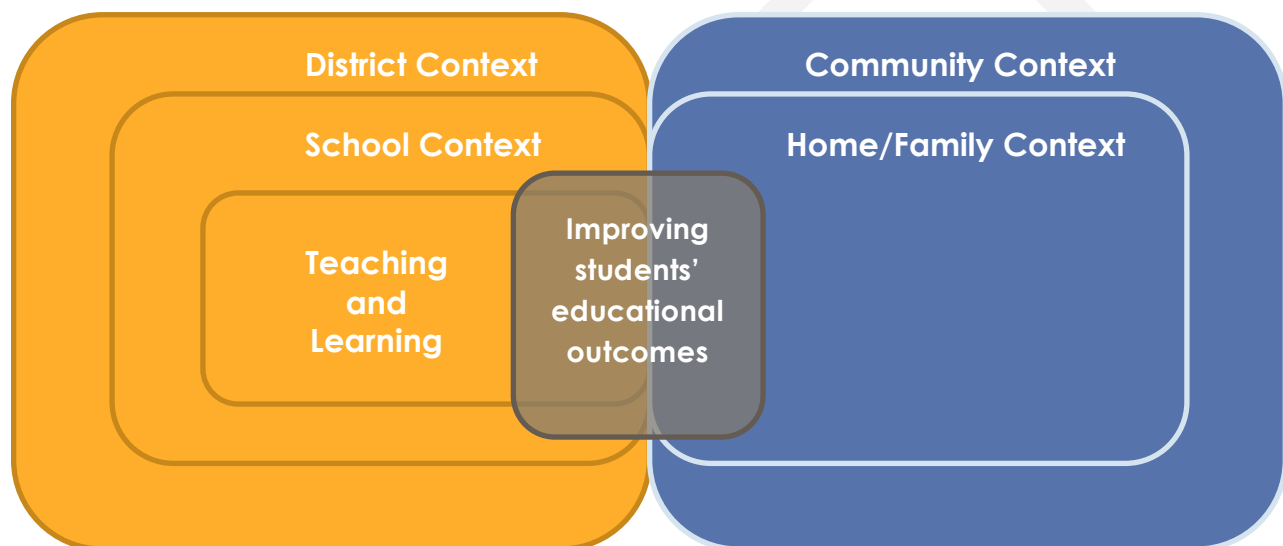 District Context
School Context
Teaching
and
Learning
Improving
students’
educational
outcomes
Community Context
Home/Family Context